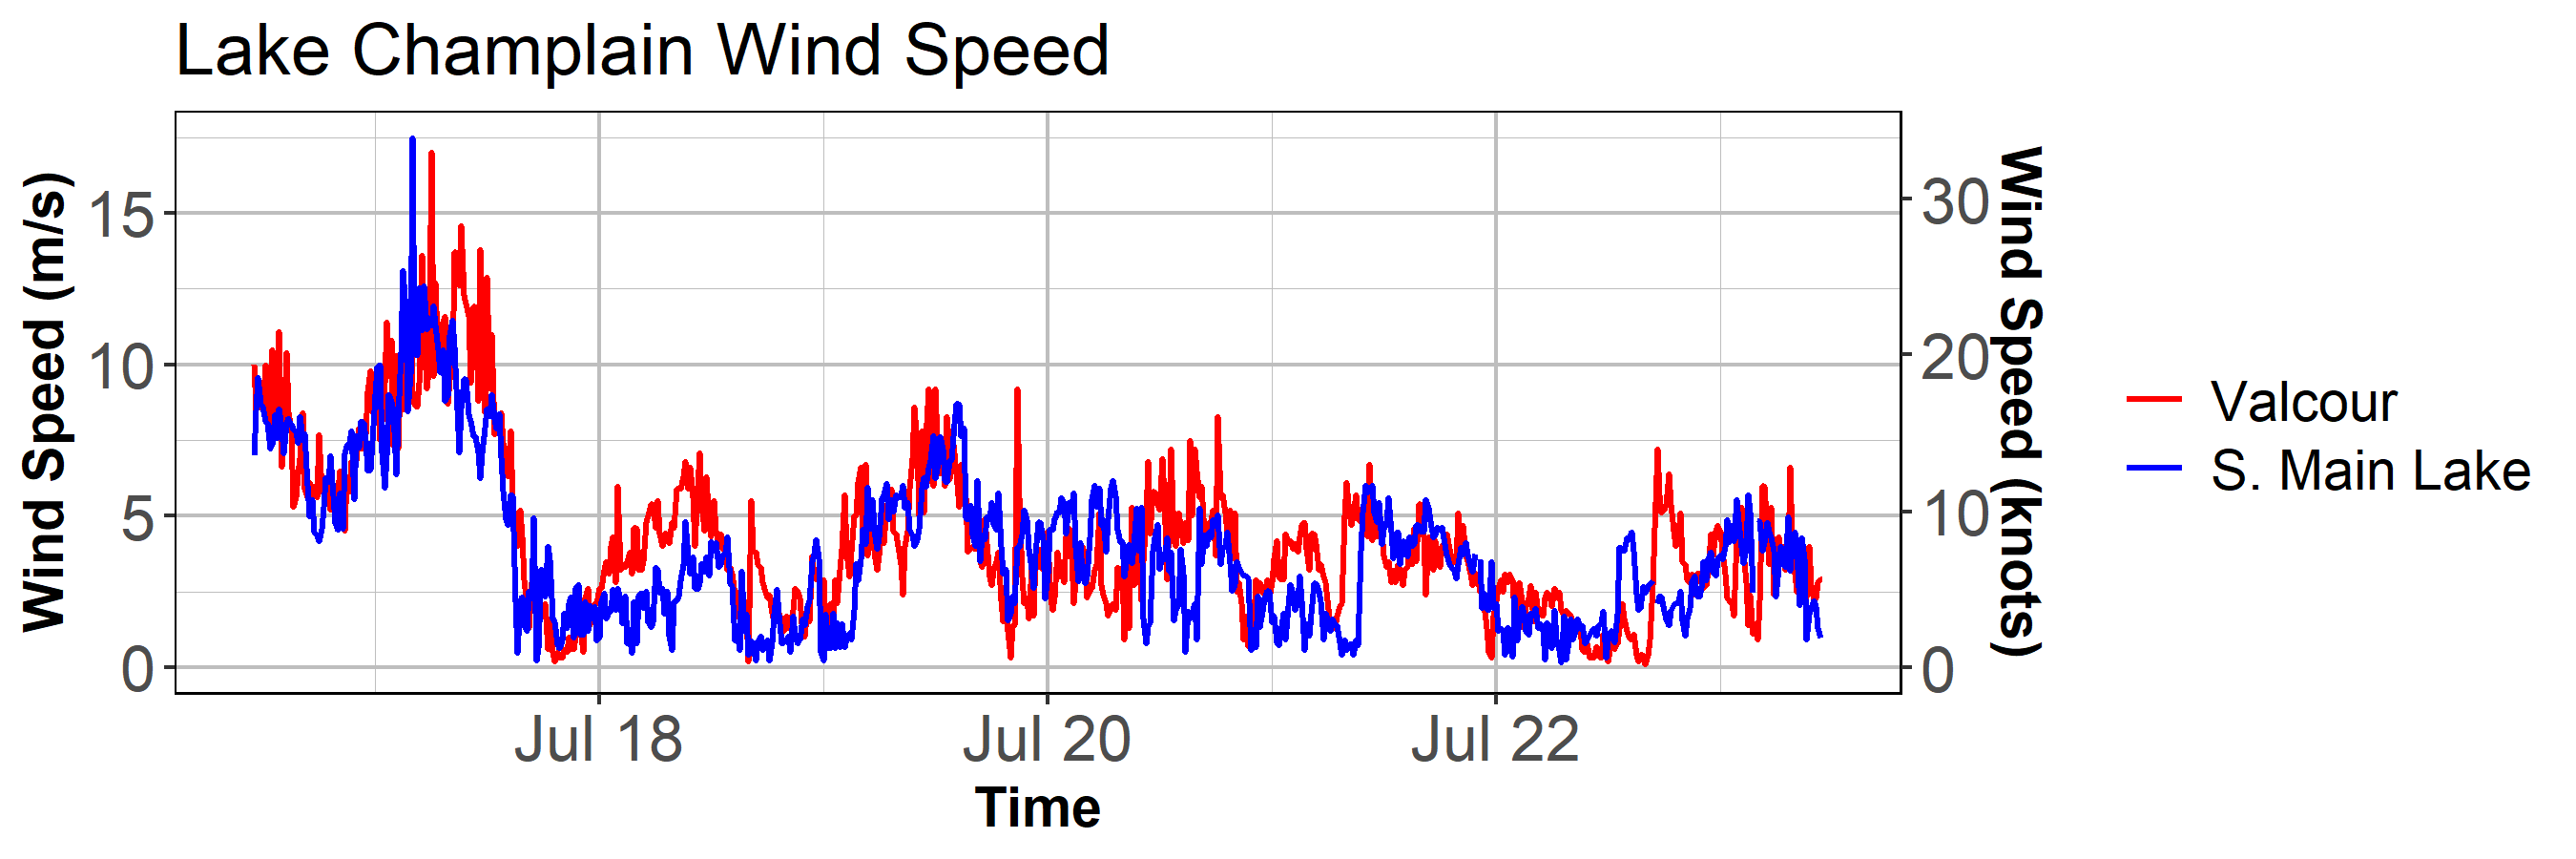 Lake Champlain Wind Speed
Wind Speed (m/s)
15
10
5
0
30
20
10
0
Wind Speed (knots)
Jul 18
Jul 20
Jul 22
Time
Valcour
S. Main Lake